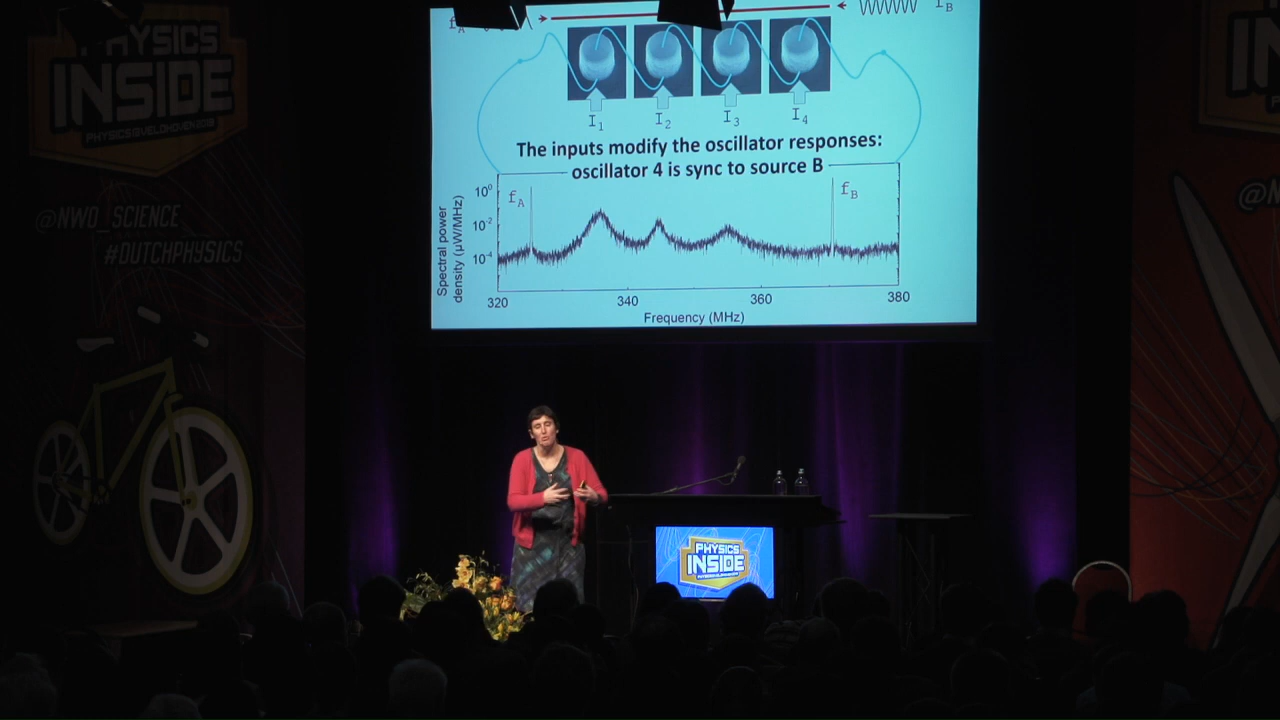 PHYSICS
INSIDE
PHYSICS@VELDHOVEN2019
@NWO_SCIENCE
#DUTCHPHYSICS
f_A
I_B
I_1 I_2 I_3 I_4
The inputs modify the oscillator responses:
oscillator 4 is sync to source B
f_A
f_B
Spectral power
density (μW/MHz)
10^0
10^-2
10^-4
320 340 360 380
Frequency (MHz)
PHYSICS
INSIDE